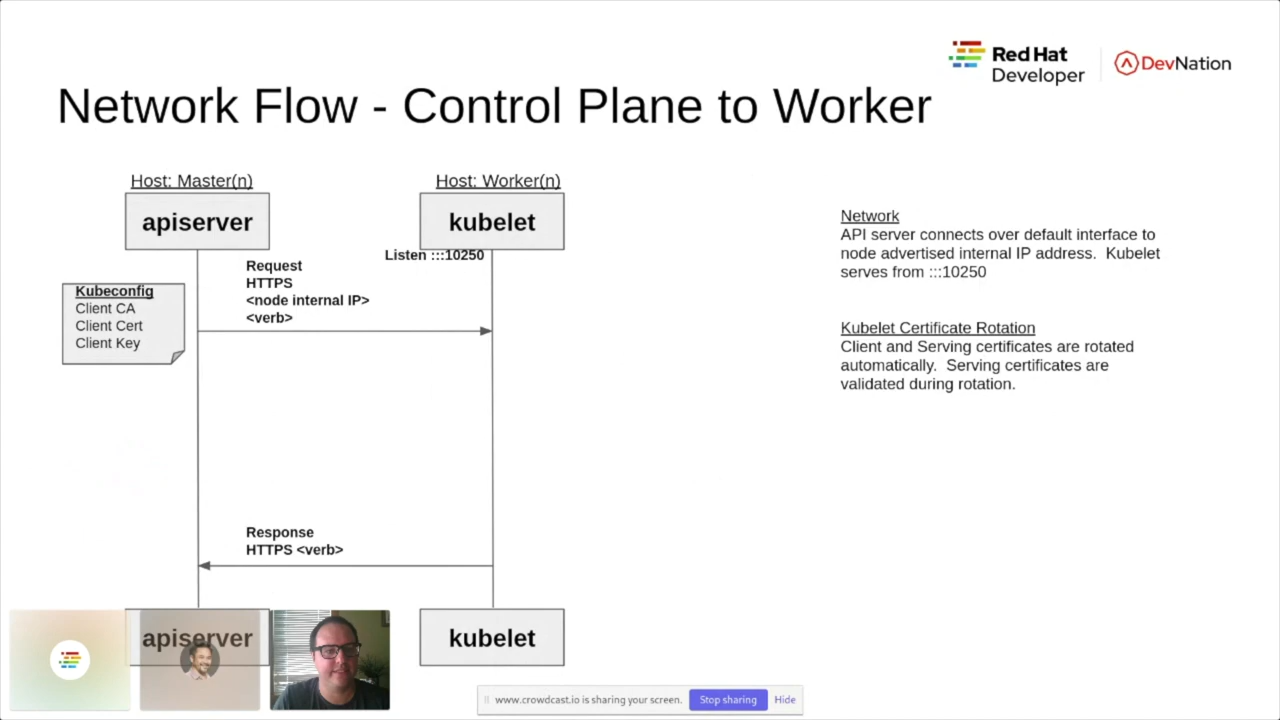 Red Hat
Developer
DevNation
Network Flow - Control Plane to Worker
Host: Master(n)
Host: Worker(n)
apiserver
kubelet
Listen :::10250
Request
HTTPS
<node internal IP>
<verb>
Kubeconfig
Client CA
Client Cert
Client Key
Network
API server connects over default interface to
node advertised internal IP address. Kubelet
serves from :::10250
Kubelet Certificate Rotation
Client and Serving certificates are rotated
automatically. Serving certificates are
validated during rotation.
Response
HTTPS <verb>
apiserver
kubelet
www.crowdcast.io is sharing your screen.
Stop sharing
Hide